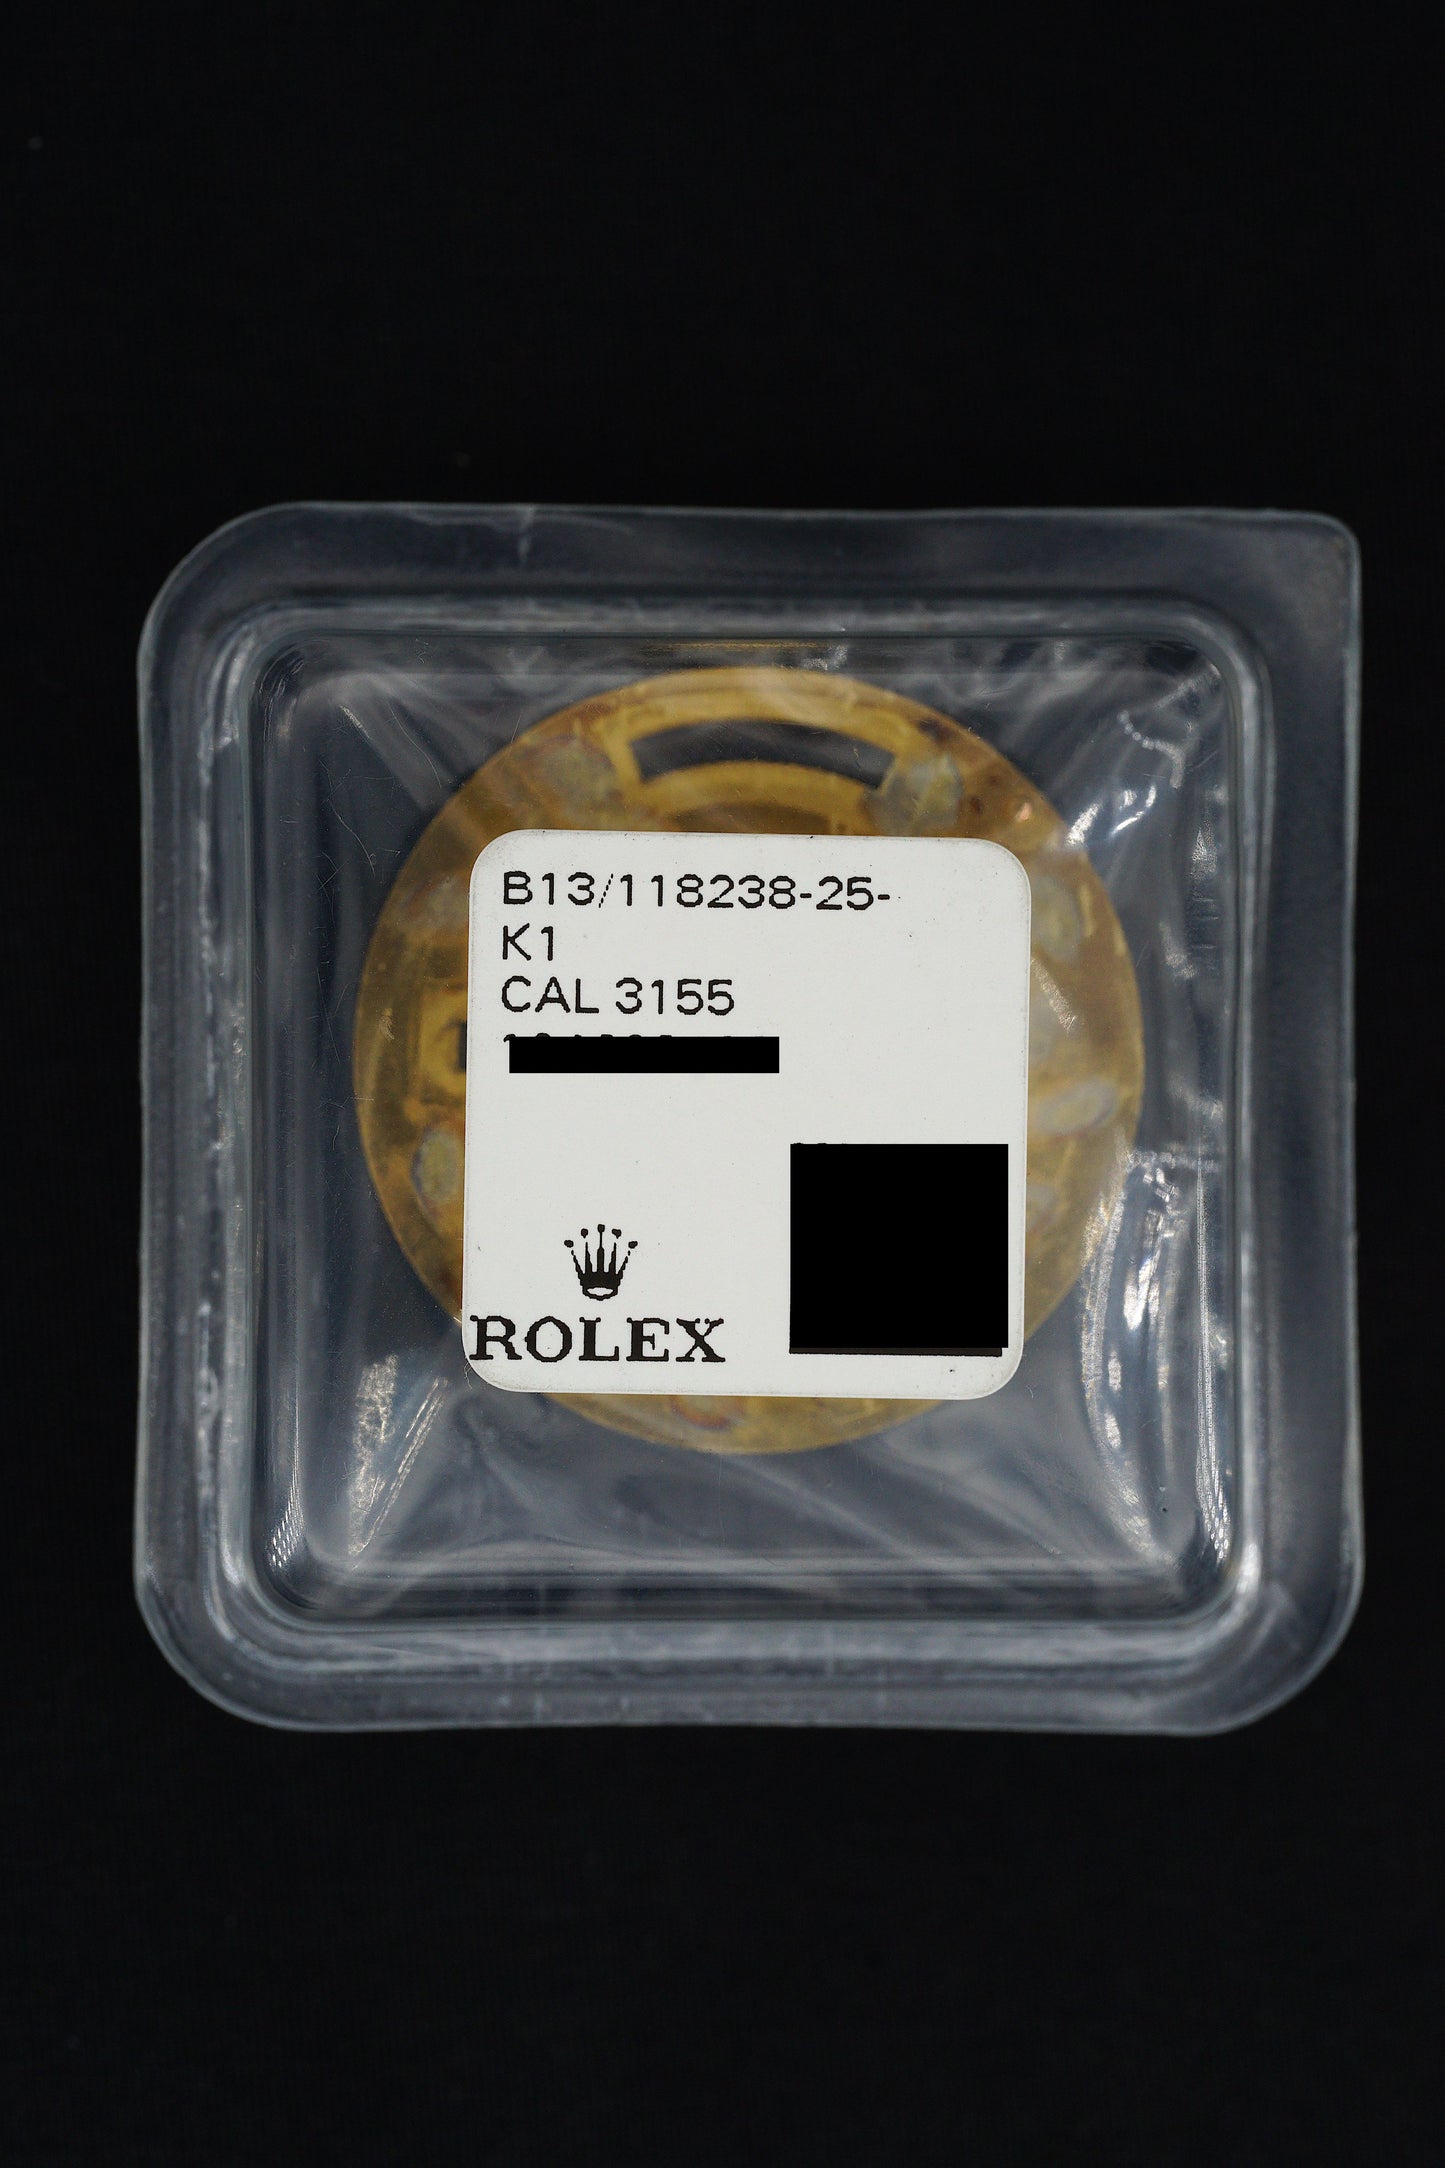 B13/118238-25-
K1
CAL 3155
ROLEX